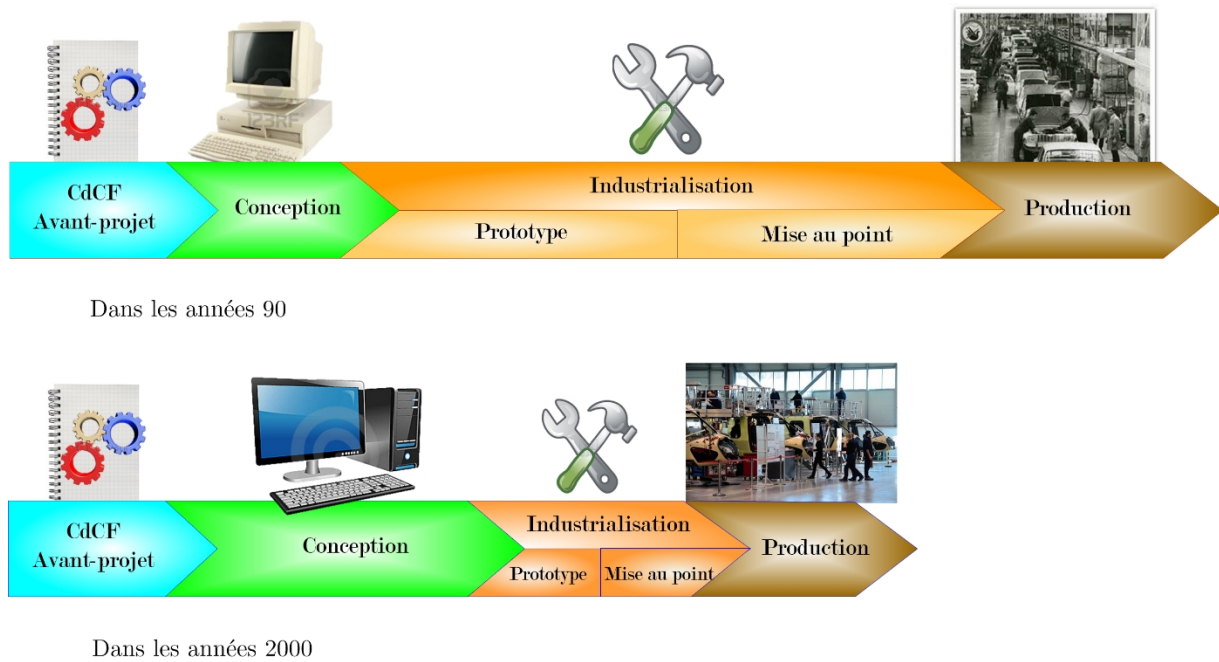 123RF
CdCF
Avant-projet
Conception
Industrialisation
Prototype
Mise au point
Production
Dans les années 90
CdCF
Avant-projet
Conception
Industrialisation
Prototype
Mise au point
Production
Dans les années 2000